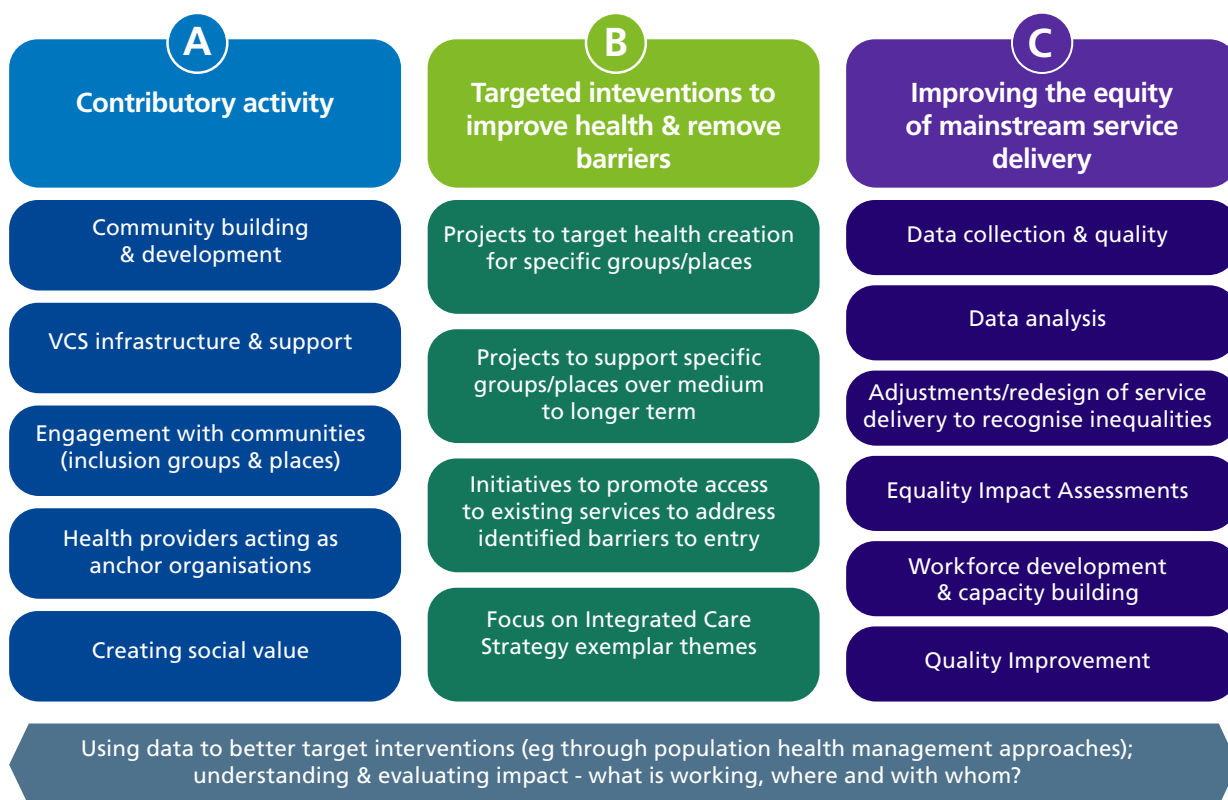 A
Contributory activity
Community building
& development
VCS infrastructure & support
Engagement with communities
(inclusion groups & places)
Health providers acting as
anchor organisations
Creating social value
B
Targeted inteventions to
improve health & remove
barriers
Projects to target health creation
for specific groups/places
Projects to support specific
groups/places over medium
to longer term
Initiatives to promote access
to existing services to address
identified barriers to entry
Focus on Integrated Care
Strategy exemplar themes
C
Improving the equity
of mainstream service
delivery
Data collection & quality
Data analysis
Adjustments/redesign of service
delivery to recognise inequalities
Equality Impact Assessments
Workforce development
& capacity building
Quality Improvement
Using data to better target interventions (eg through population health management approaches);
understanding & evaluating impact - what is working, where and with whom?